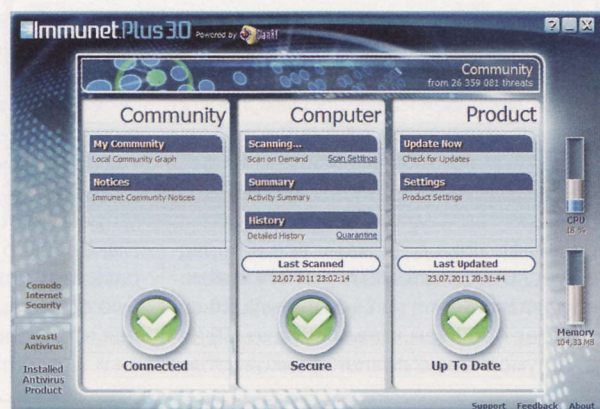 Immunet Plus 3.0 Powered by ClamAV
Community
from 26 359 081 threats
Community
My Community
Local Community Graph
Notices
Immunet Community Notices
Computer
Scanning...
Scan on Demand Scan Settings
Summary
Activity Summary
History
Detailed History Quarantine
Last Scanned
22.07.2011 23:02:14
Product
Update Now
Check for Updates
Settings
Product Settings
Last Updated
23.07.2011 20:31:44
CPU
18 %
Memory
104,33 MB
Comodo
Internet
Security
avast!
Antivirus
Installed
Antivirus
Product
Connected
Secure
Up To Date
Support Feedback About